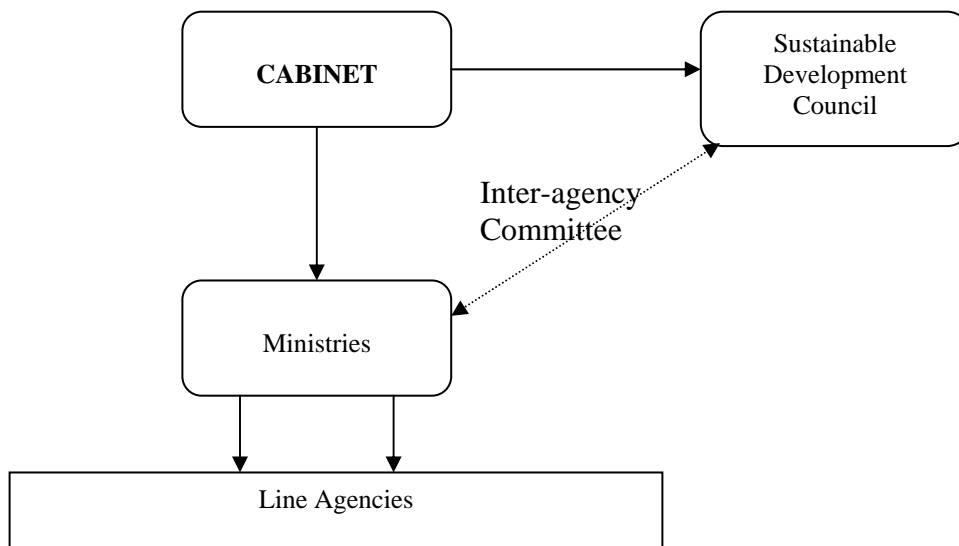 CABINET
Sustainable
Development
Council
Inter-agency
Committee
Ministries
Line Agencies